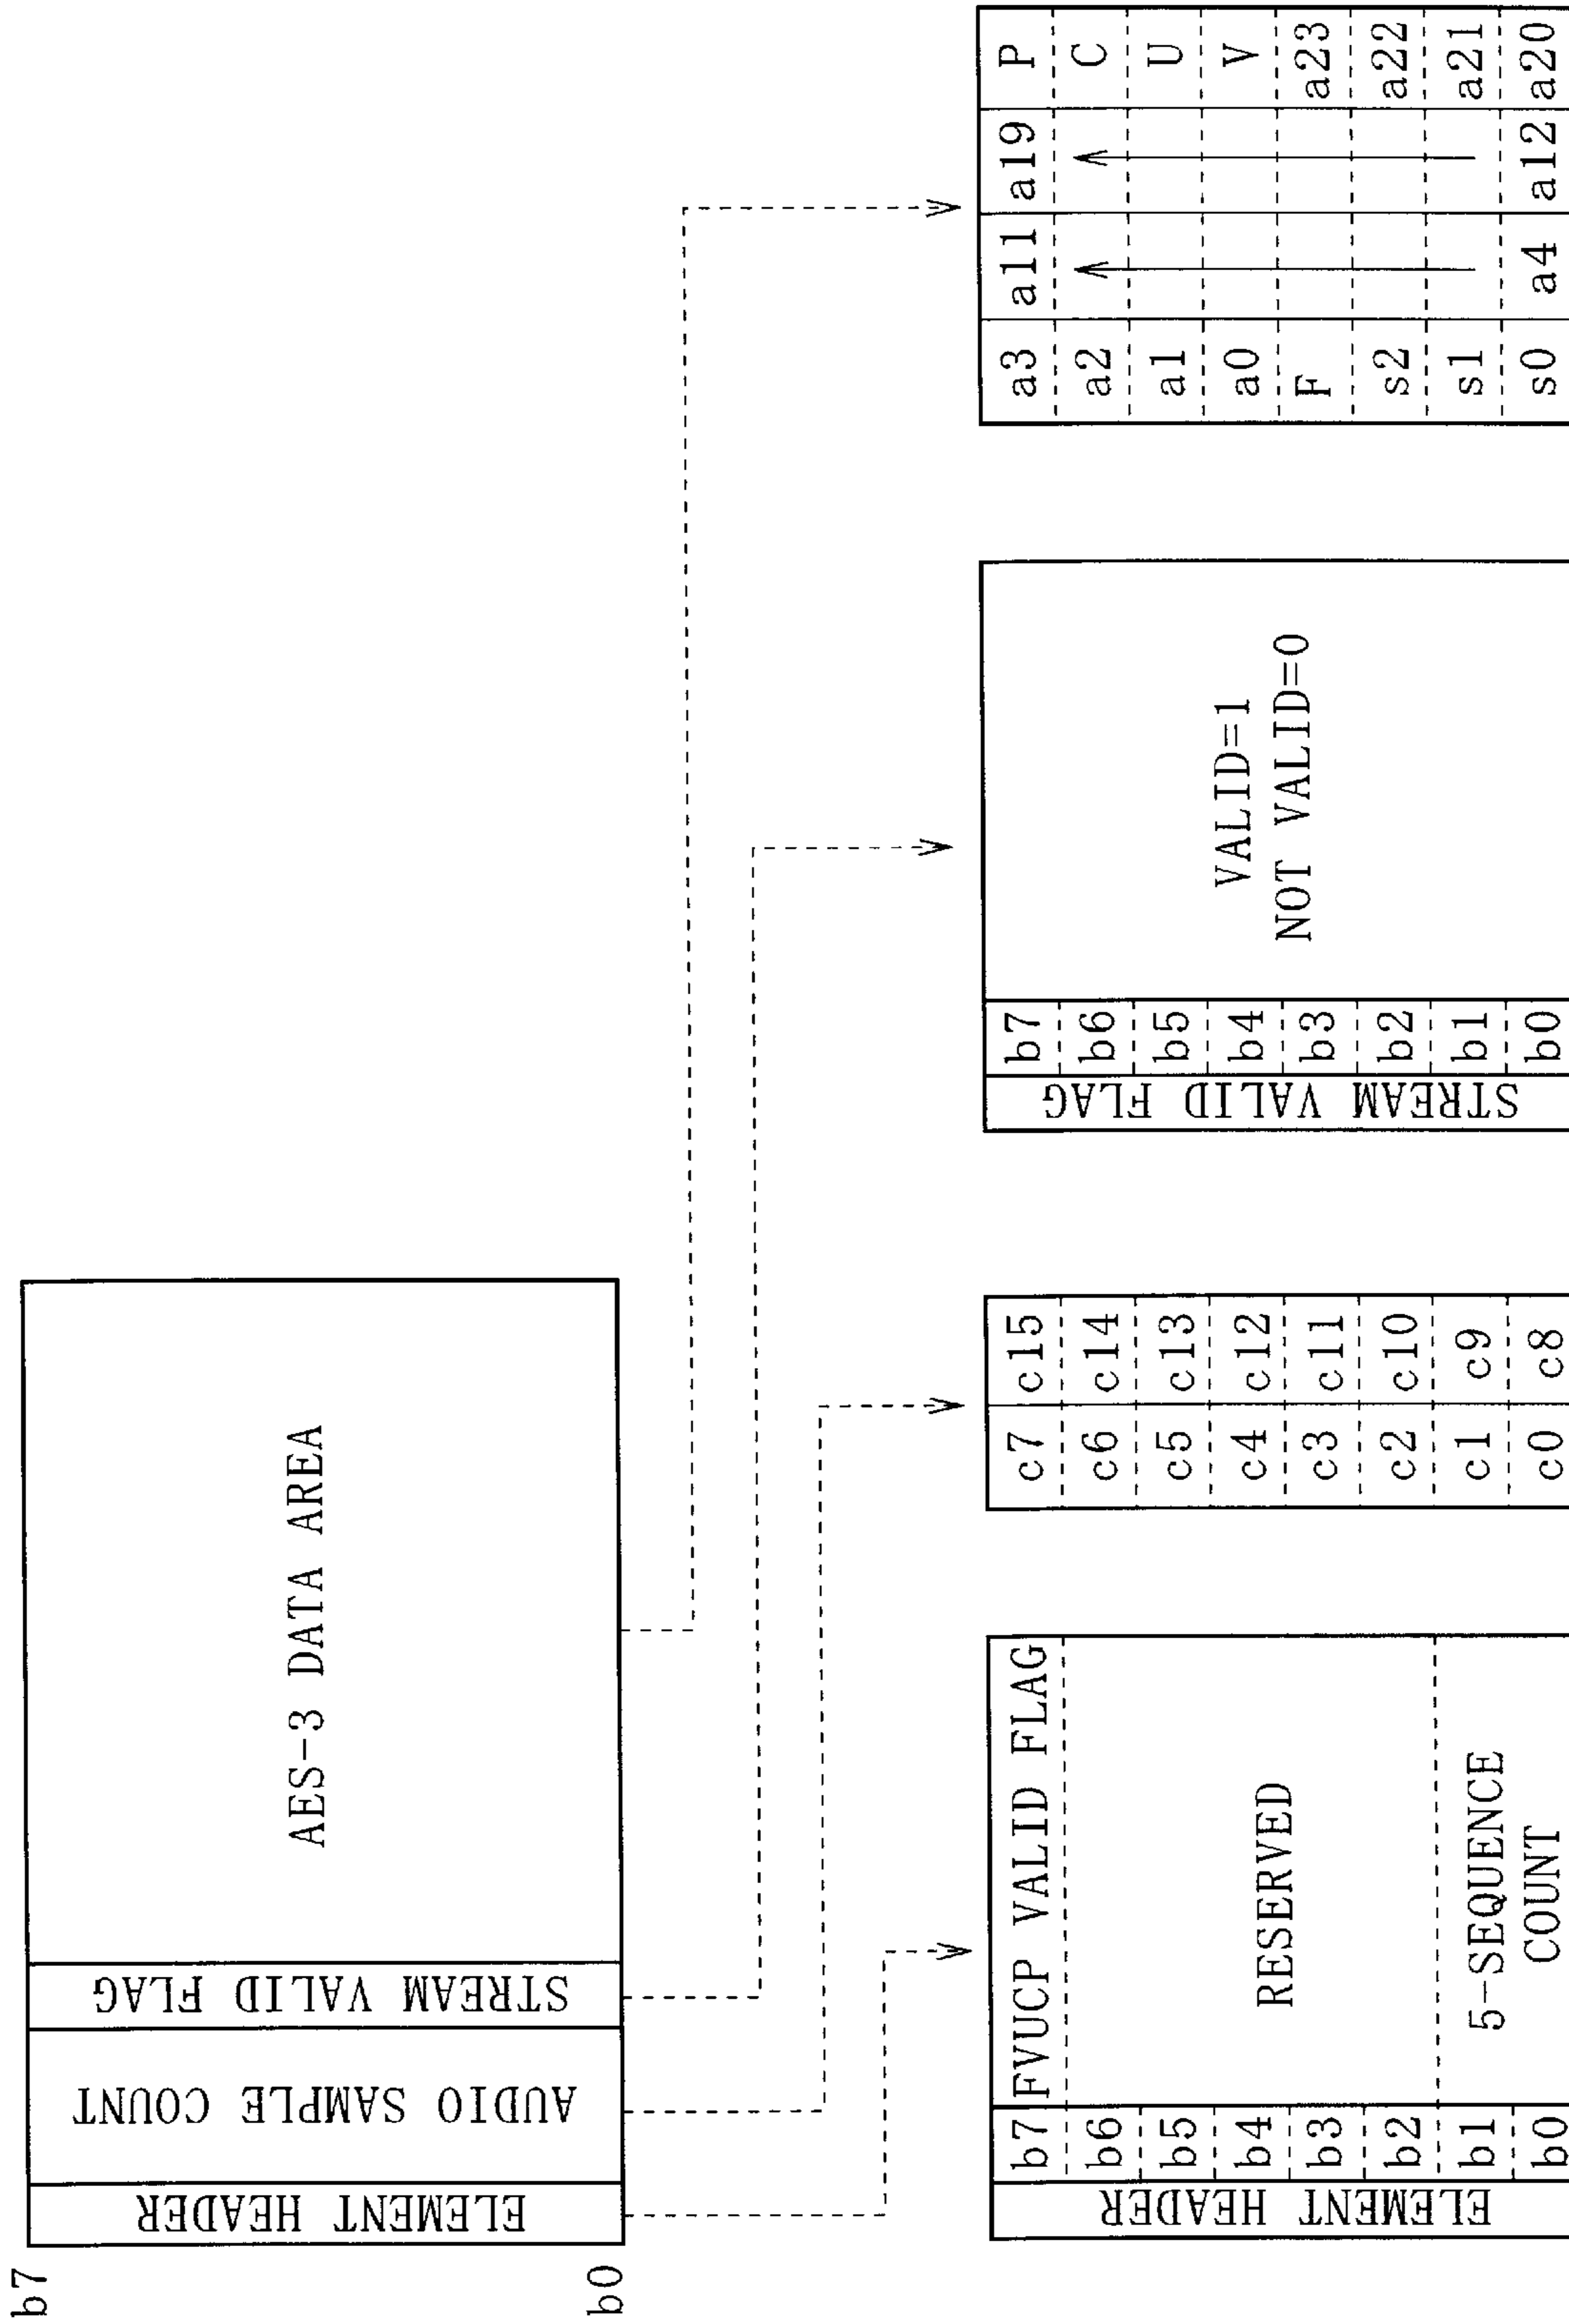 b7
b0
ELEMENT HEADER
AUDIO SAMPLE COUNT
STREAM VALID FLAG
AES-3 DATA AREA
ELEMENT HEADER
b7 FVUCP VALID FLAG
b6
b5
b4 RESERVED
b3
b2
b1 5-SEQUENCE
b0 COUNT
c7 c15
c6 c14
c5 c13
c4 c12
c3 c11
c2 c10
c1 c9
c0 c8
STREAM VALID FLAG
b7
b6
b5
b4 VALID=1
b3 NOT VALID=0
b2
b1
b0
a3 a11 a19 P
a2 C
a1 U
a0 V
F a23
s2 a22
s1 a21
s0 a4 a12 a20